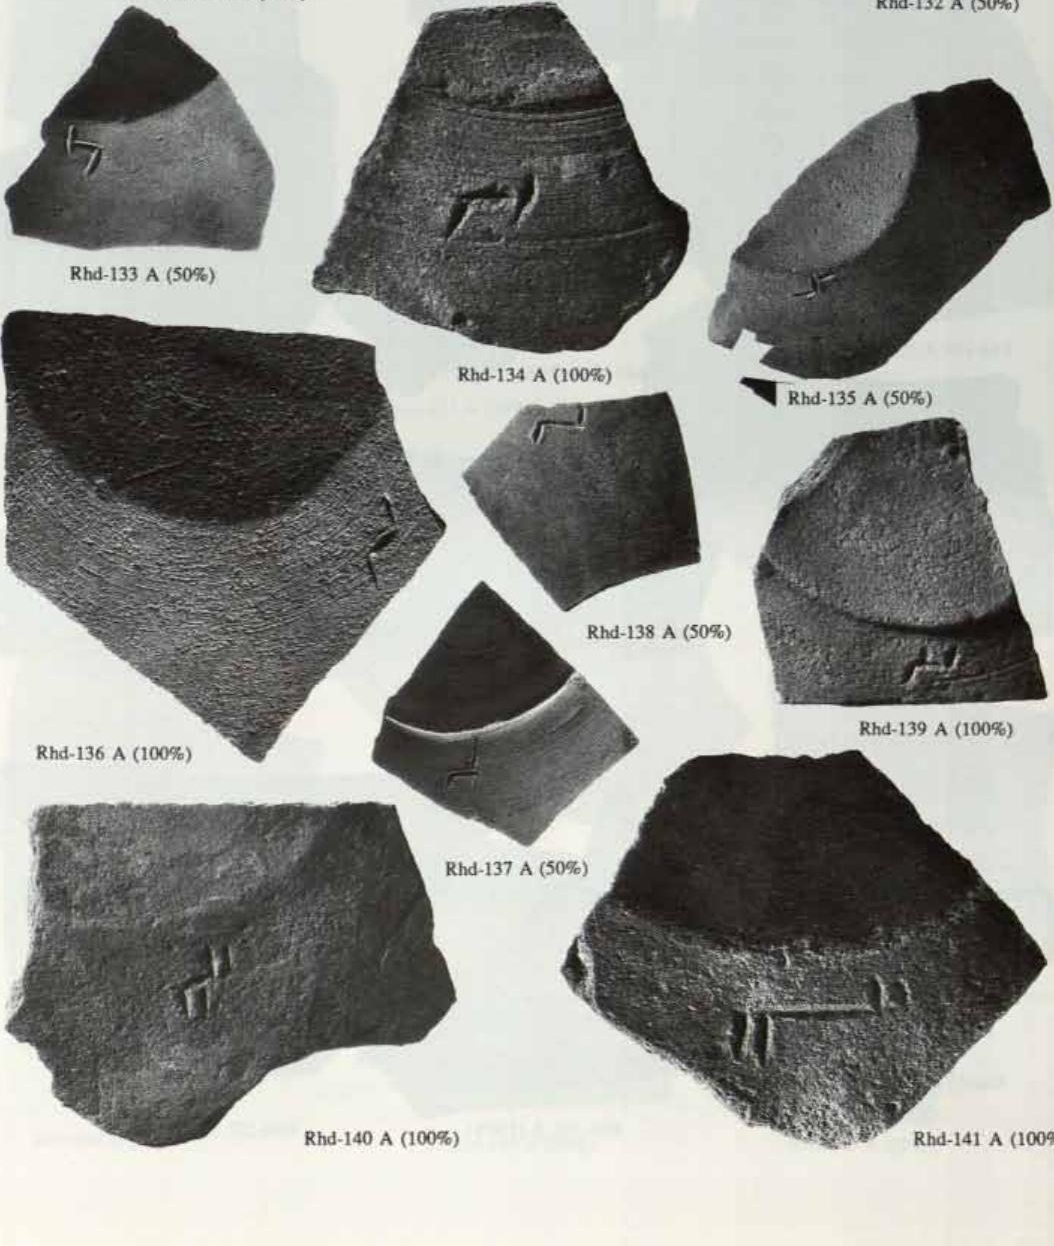 Rhd-132 A (50%)
Rhd-133 A (50%)
Rhd-134 A (100%)
Rhd-135 A (50%)
Rhd-138 A (50%)
Rhd-136 A (100%)
Rhd-139 A (100%)
Rhd-137 A (50%)
Rhd-140 A (100%)
Rhd-141 A (100%